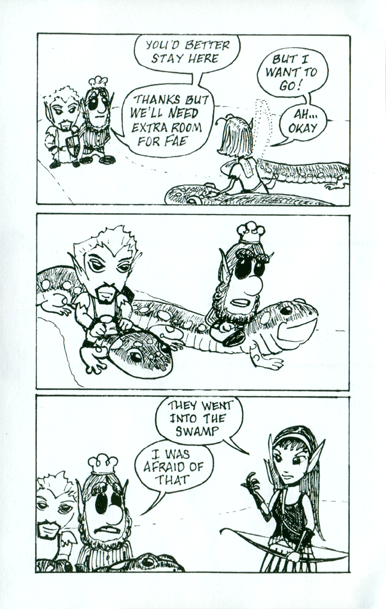 YOU'D BETTER
STAY HERE
THANKS BUT
WE'LL NEED
EXTRA ROOM
FOR FAE
BUT I
WANT TO
GO!
AH...
OKAY
THEY WENT
INTO THE
SWAMP
I WAS
AFRAID OF
THAT